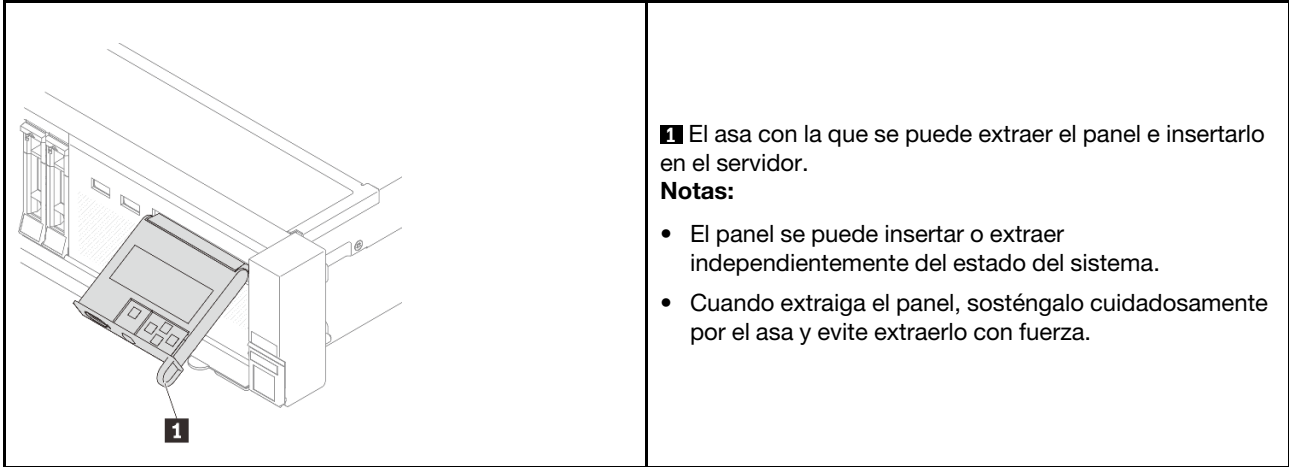 1
1 El asa con la que se puede extraer el panel e insertarlo
en el servidor.
Notas:
• El panel se puede insertar o extraer
independientemente del estado del sistema.
• Cuando extraiga el panel, sosténgalo cuidadosamente
por el asa y evite extraerlo con fuerza.